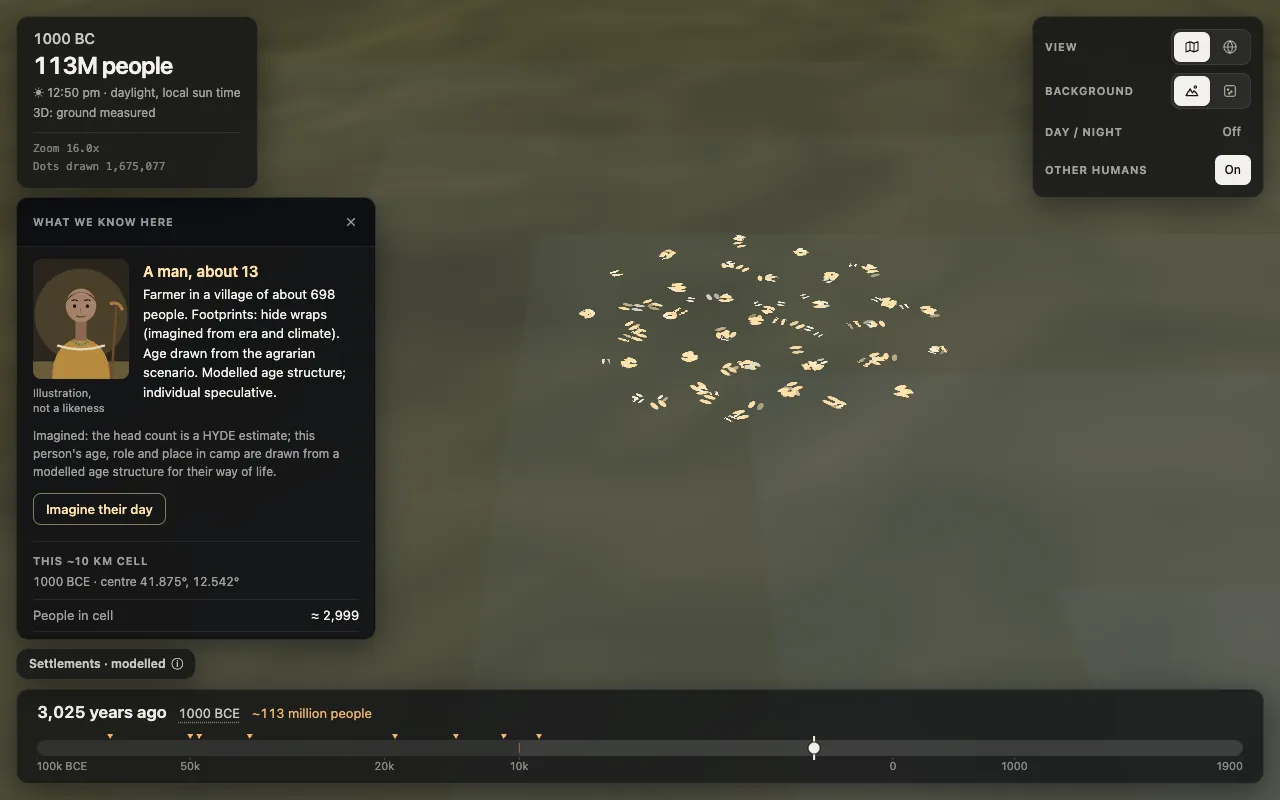 1000 BC
113M people
☀ 12:50 pm · daylight, local sun time
3D: ground measured
Zoom 16.0x
Dots drawn 1,675,077
VIEW
BACKGROUND
DAY / NIGHT Off
OTHER HUMANS On
WHAT WE KNOW HERE ✕
A man, about 13
Farmer in a village of about 698
people. Footprints: hide wraps
(imagined from era and climate).
Age drawn from the agrarian
scenario. Modelled age structure;
individual speculative.
Illustration,
not a likeness
Imagined: the head count is a HYDE estimate; this
person's age, role and place in camp are drawn from a
modelled age structure for their way of life.
Imagine their day
THIS ~10 KM CELL
1000 BCE · centre 41.875°, 12.542°
People in cell ≈ 2,999
Settlements · modelled ⓘ
3,025 years ago 1000 BCE ~113 million people
100k BCE 50k 20k 10k 0 1000 1900